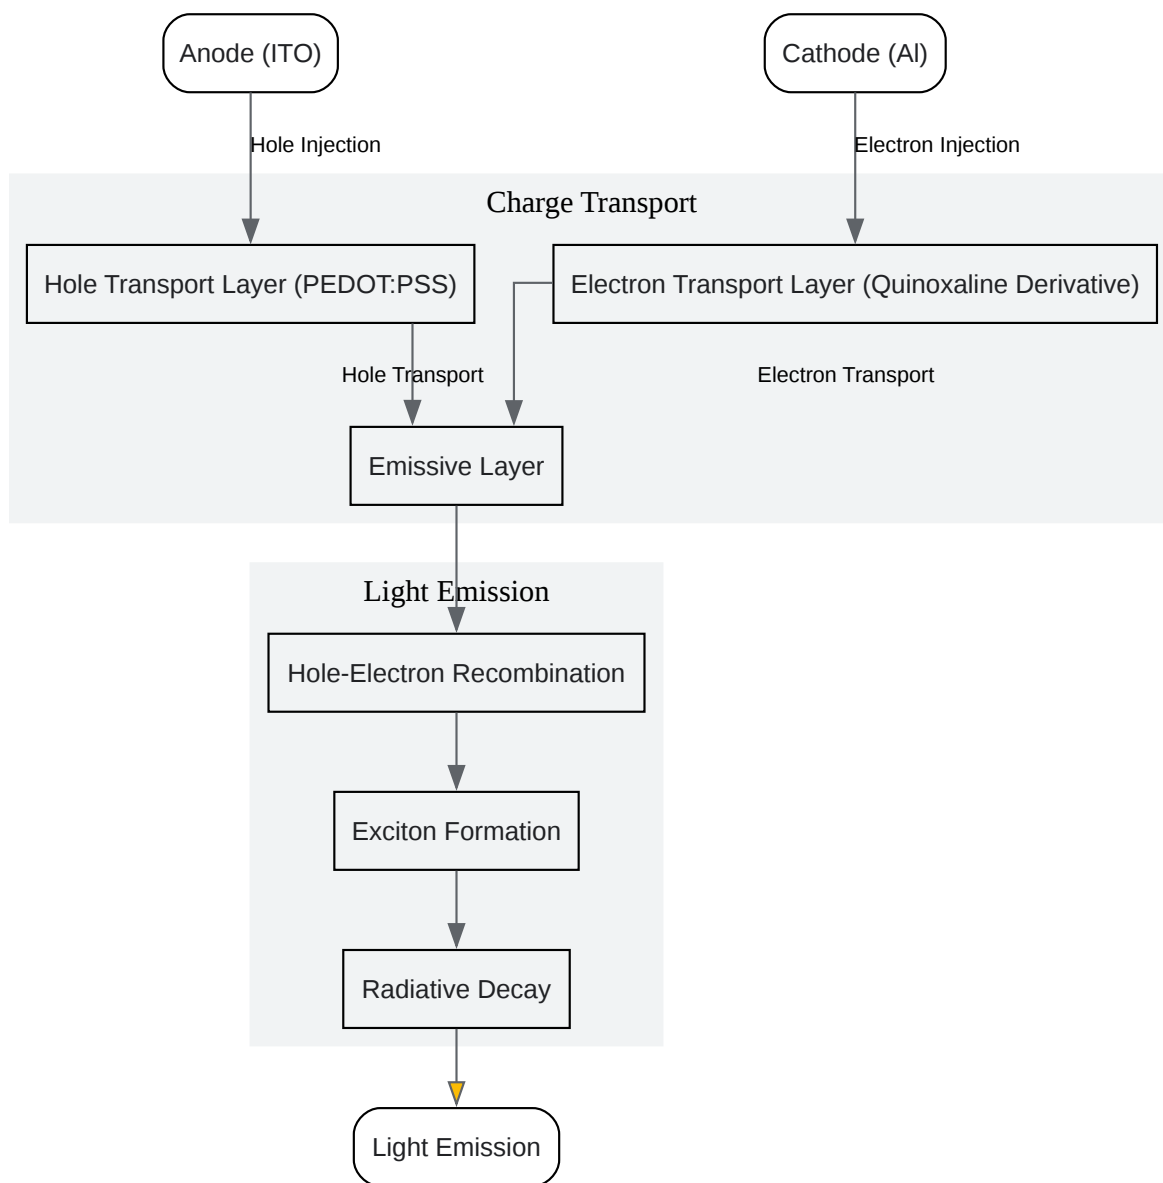 Anode (ITO)
Cathode (Al)
Hole Injection
Electron Injection
Charge Transport
Hole Transport Layer (PEDOT:PSS)
Electron Transport Layer (Quinoxaline Derivative)
Hole Transport
Electron Transport
Emissive Layer
Light Emission
Hole-Electron Recombination
Exciton Formation
Radiative Decay
Light Emission